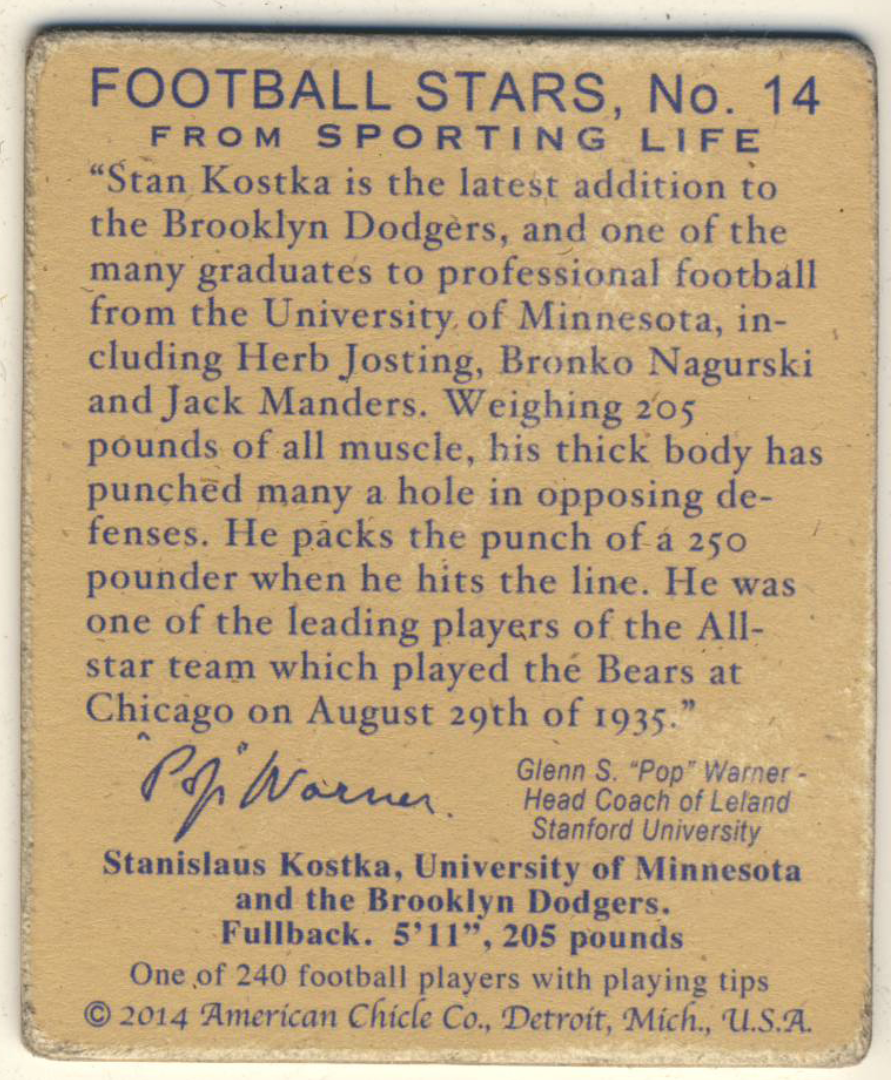 FOOTBALL STARS, No. 14
FROM SPORTING LIFE
“Stan Kostka is the latest addition to
the Brooklyn Dodgers, and one of the
many graduates to professional football
from the University of Minnesota, in-
cluding Herb Josting, Bronko Nagurski
and Jack Manders. Weighing 205
pounds of all muscle, his thick body has
punched many a hole in opposing de-
fenses. He packs the punch of a 250
pounder when he hits the line. He was
one of the leading players of the All-
star team which played the Bears at
Chicago on August 29th of 1935.”
"Pop" Warner.
Glenn S. “Pop” Warner -
Head Coach of Leland
Stanford University
Stanislaus Kostka, University of Minnesota
and the Brooklyn Dodgers.
Fullback. 5’11”, 205 pounds
One of 240 football players with playing tips
© 2014 American Chicle Co., Detroit, Mich., U.S.A.